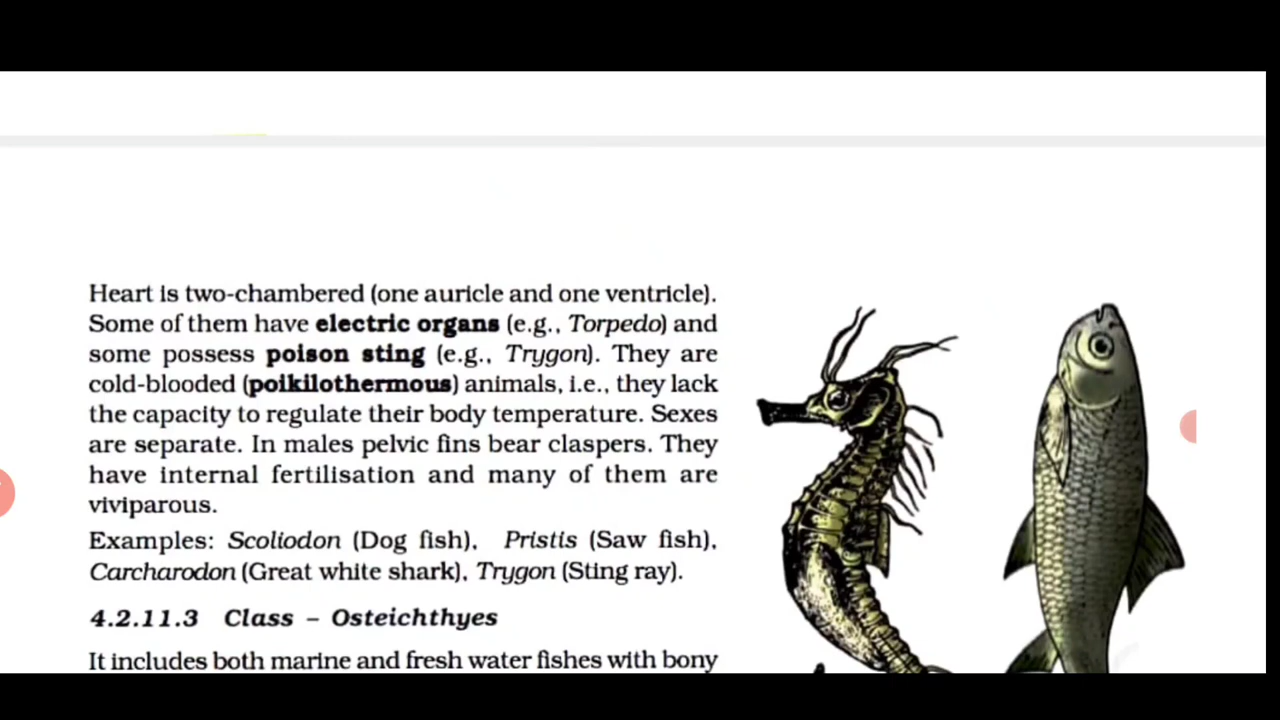 Heart is two-chambered (one auricle and one ventricle).
Some of them have electric organs (e.g., Torpedo) and
some possess poison sting (e.g., Trygon). They are
cold-blooded (poikilothermous) animals, i.e., they lack
the capacity to regulate their body temperature. Sexes
are separate. In males pelvic fins bear claspers. They
have internal fertilisation and many of them are
viviparous.
Examples: Scoliodon (Dog fish), Pristis (Saw fish),
Carcharodon (Great white shark), Trygon (Sting ray).
4.2.11.3 Class – Osteichthyes
It includes both marine and fresh water fishes with bony